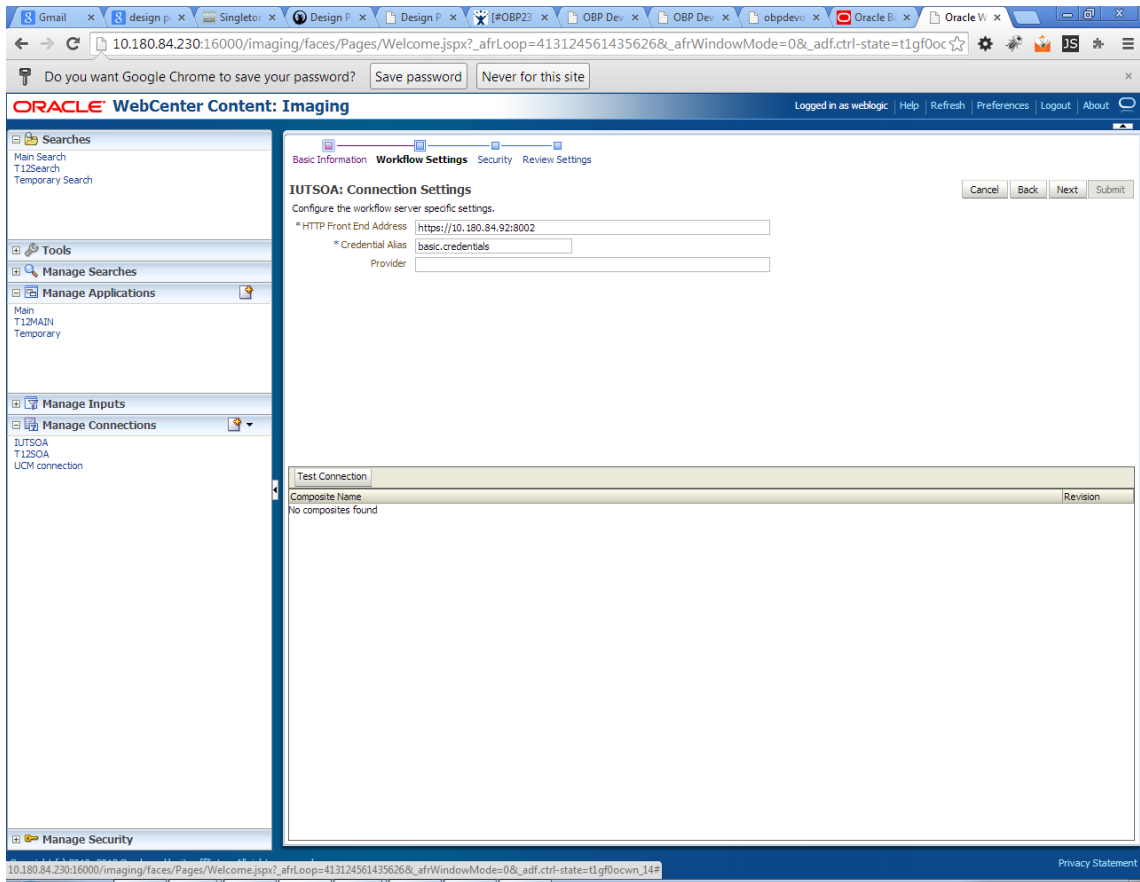 Gmail
design p
Singleton
Design P
Design P
[#OBP23
OBP Dev
OBP Dev
obpdevo
Oracle B
Oracle W
10.180.84.230:16000/imaging/faces/Pages/Welcome.jspx?_afrLoop=413124561435626&_afrWindowMode=0&_adf.ctrl-state=t1gf0oc
JS
Do you want Google Chrome to save your password? Save password Never for this site
ORACLE WebCenter Content: Imaging
Logged in as weblogic Help Refresh Preferences Logout About
Searches
Main Search
T12Search
Temporary Search
Tools
Manage Searches
Manage Applications
Main
T12MAIN
Temporary
Manage Inputs
Manage Connections
IUTSOA
T12SOA
UCM connection
Manage Security
Basic Information Workflow Settings Security Review Settings
IUTSOA: Connection Settings
Cancel Back Next Submit
Configure the workflow server specific settings.
* HTTP Front End Address https://10.180.84.92:8002
* Credential Alias basic.credentials
Provider
Test Connection
Composite Name Revision
No composites found
Privacy Statement
10.180.84.230:16000/imaging/faces/Pages/Welcome.jspx?_afrLoop=413124561435626&_afrWindowMode=0&_adf.ctrl-state=t1gf0ocwn_14#